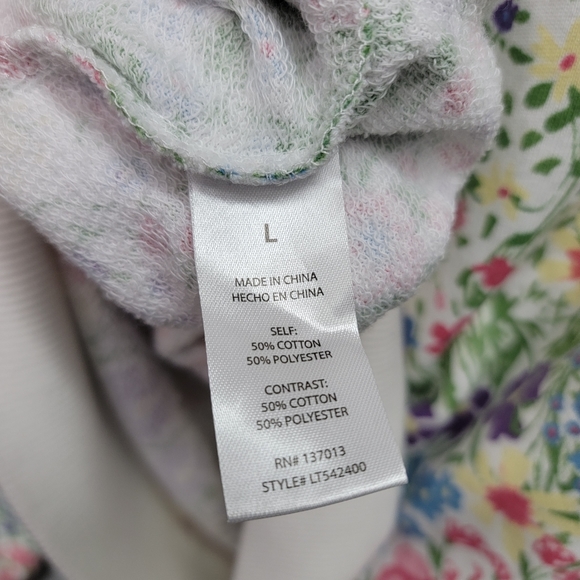 L
MADE IN CHINA
HECHO EN CHINA
SELF:
50% COTTON
50% POLYESTER
CONTRAST:
50% COTTON
50% POLYESTER
RN# 137013
STYLE# LT542400